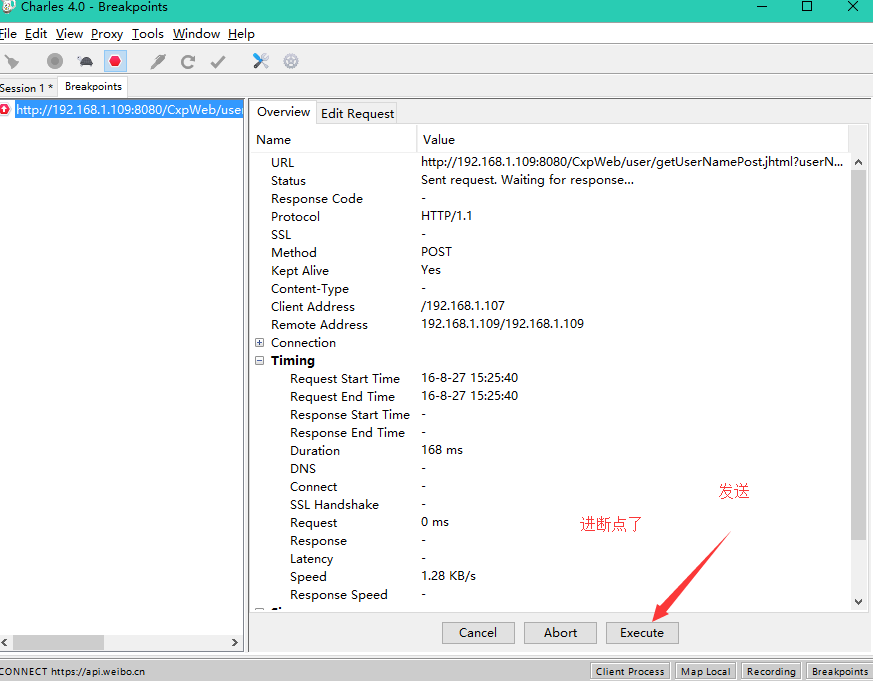 Charles 4.0 - Breakpoints
File Edit View Proxy Tools Window Help
Session 1 * Breakpoints
http://192.168.1.109:8080/CxpWeb/user
Overview Edit Request
Name Value
URL http://192.168.1.109:8080/CxpWeb/user/getUserNamePost.jhtml?userN...
Status Sent request. Waiting for response...
Response Code -
Protocol HTTP/1.1
SSL -
Method POST
Kept Alive Yes
Content-Type -
Client Address /192.168.1.107
Remote Address 192.168.1.109/192.168.1.109
Connection
Timing
Request Start Time 16-8-27 15:25:40
Request End Time 16-8-27 15:25:40
Response Start Time -
Response End Time -
Duration 168 ms
DNS -
Connect -
SSL Handshake -
发送
Request 0 ms
进断点了
Response -
Latency -
Speed 1.28 KB/s
Response Speed -
Cancel Abort Execute
CONNECT https://api.weibo.cn Client Process Map Local Recording Breakpoints